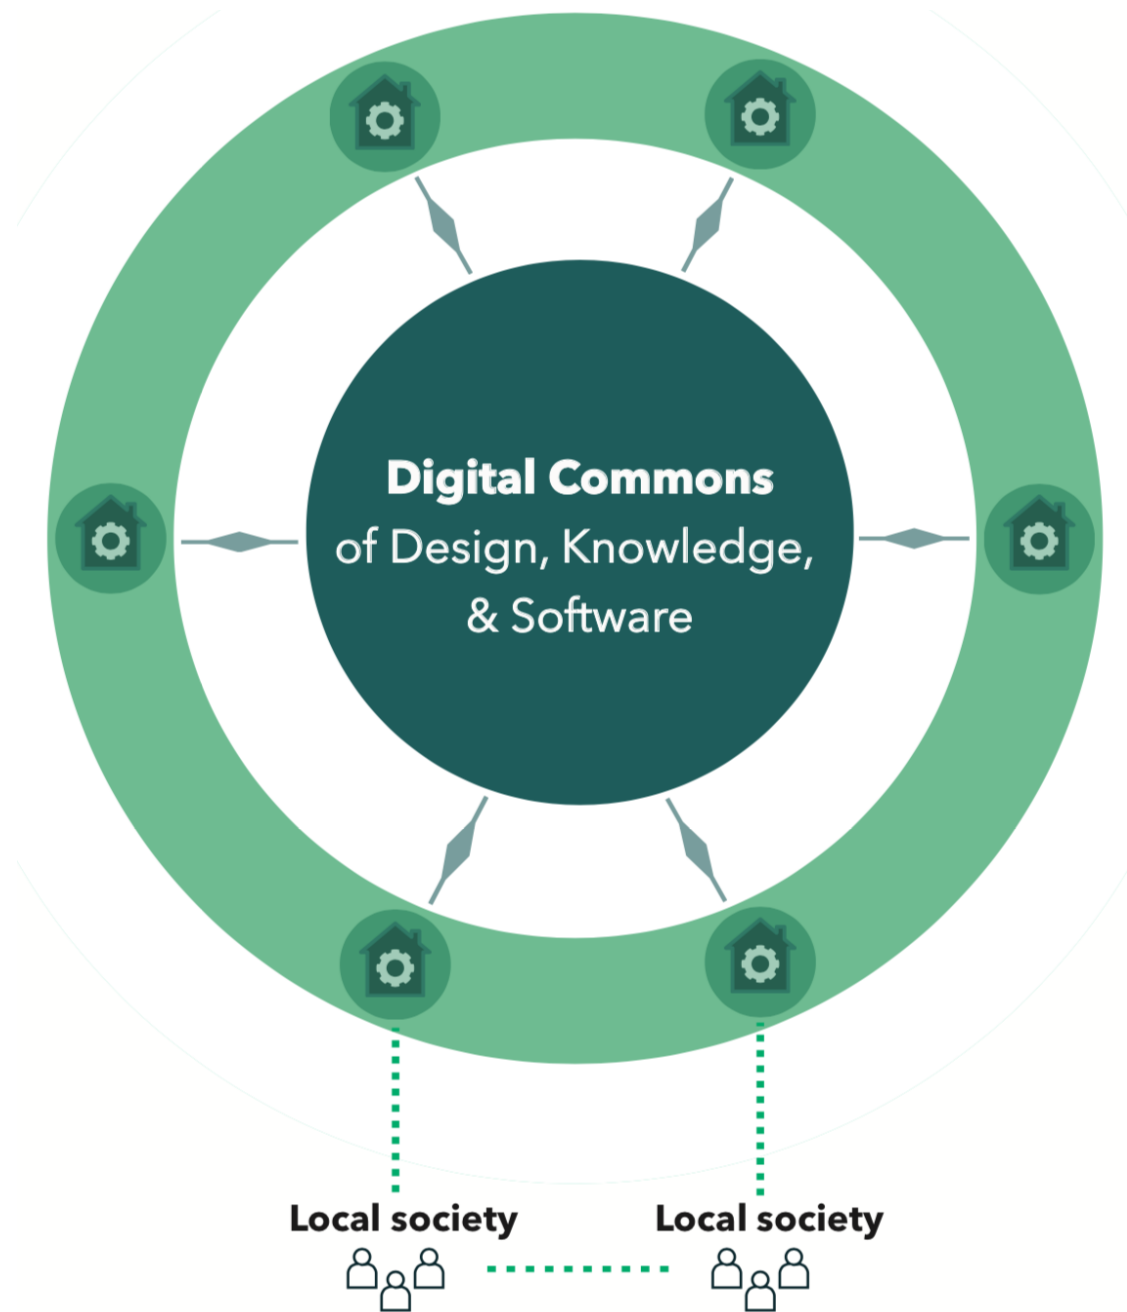 Digital Commons
of Design, Knowledge,
& Software
Local society
Local society